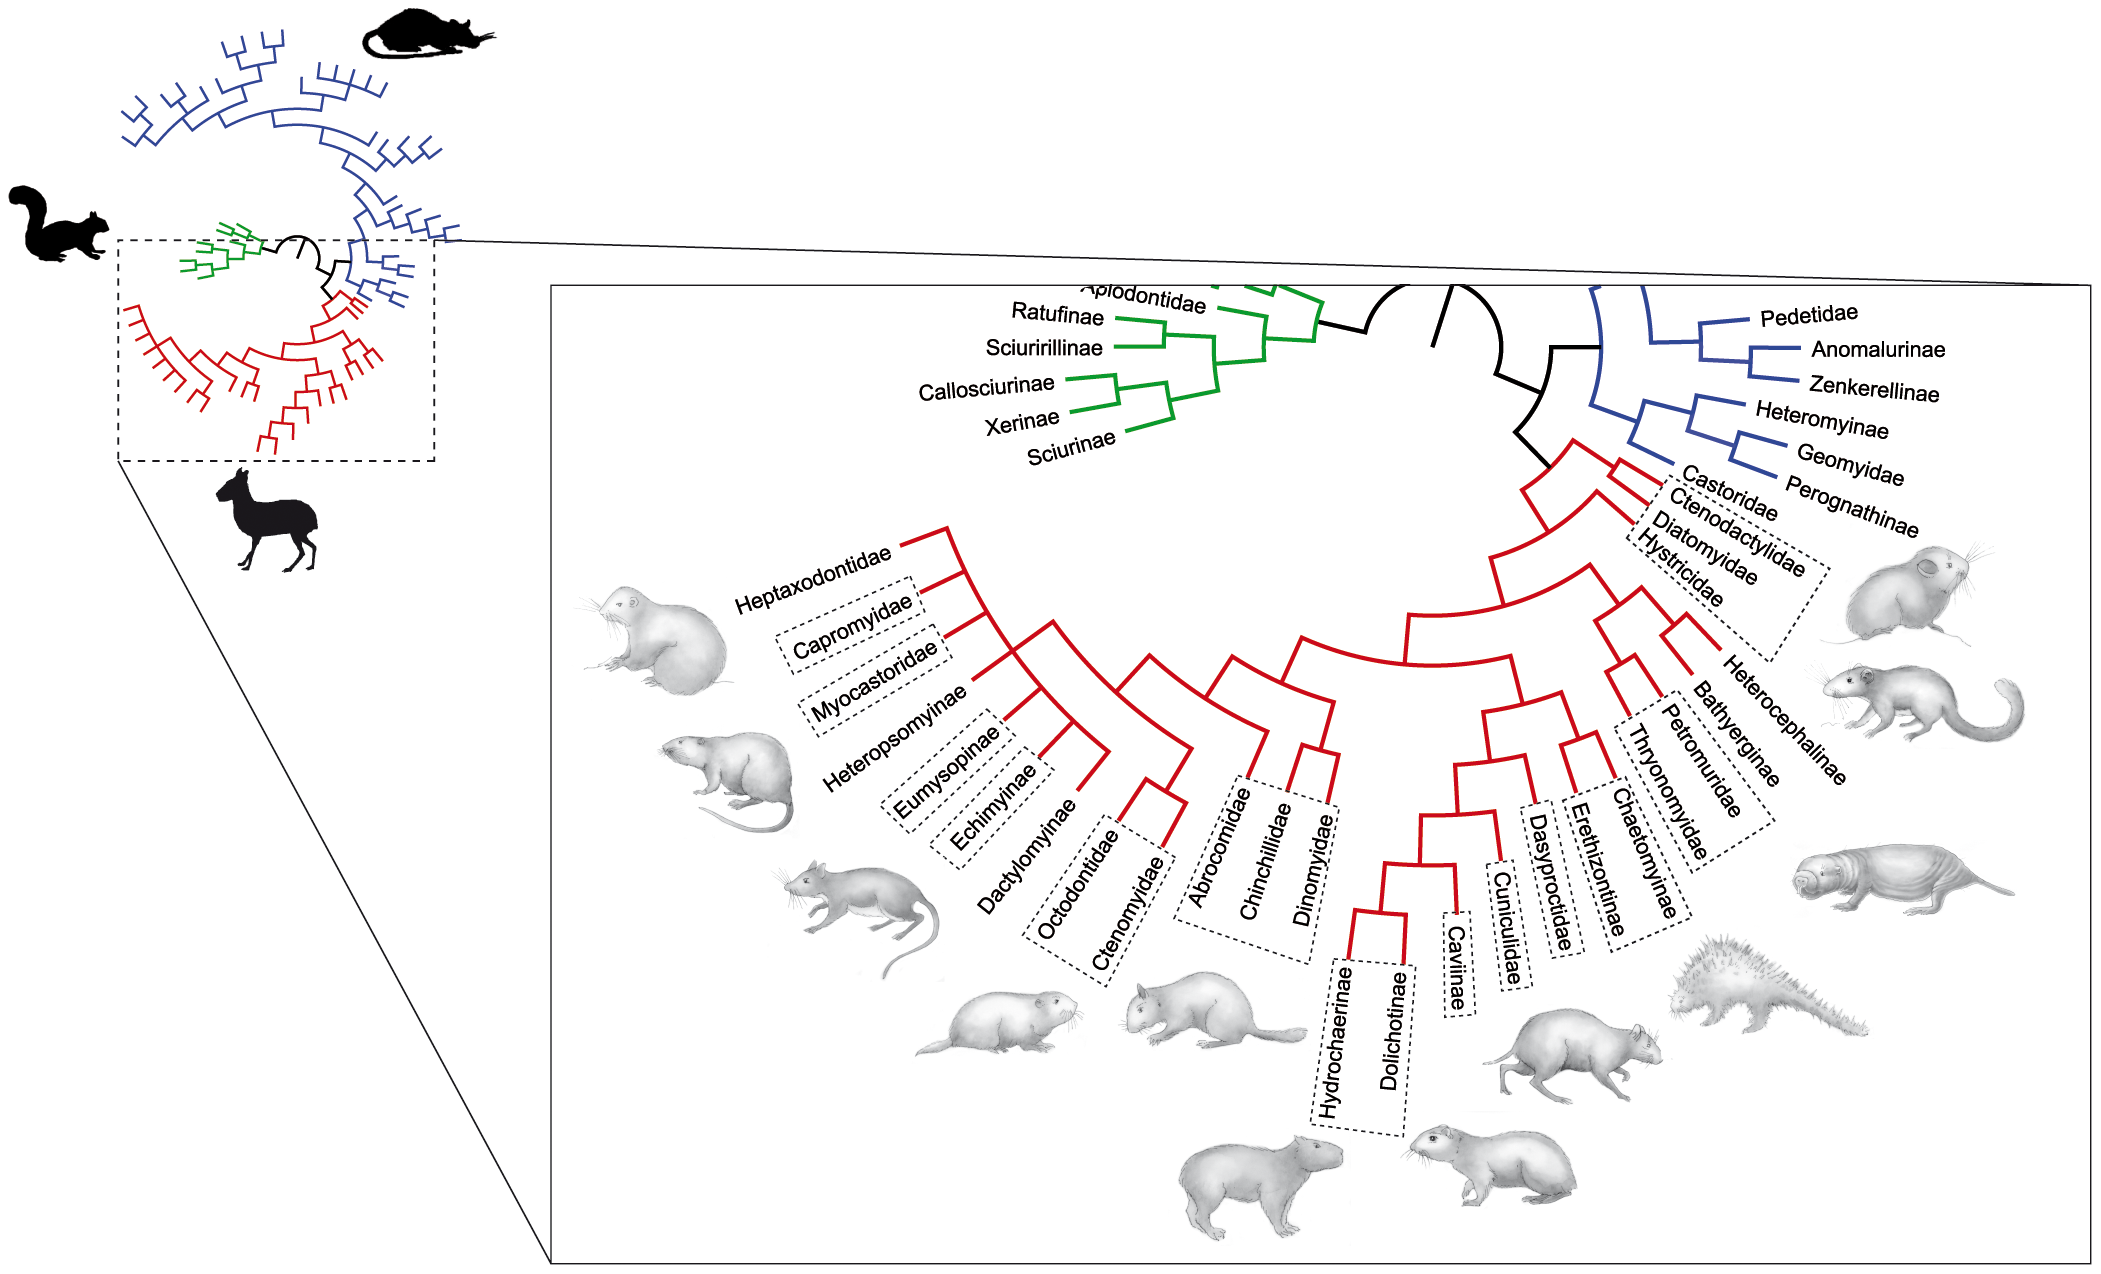 Aplodontidae
Ratufinae
Sciuririllinae
Callosciurinae
Xerinae
Sciurinae
Pedetidae
Anomalurinae
Zenkerellinae
Heteromyinae
Geomyidae
Perognathinae
Castoridae
Ctenodactylidae
Diatomyidae
Hystricidae
Heterocephalinae
Bathyerginae
Petromuridae
Thryonomyidae
Chaetomyinae
Erethizontinae
Dasyproctidae
Cuniculidae
Caviinae
Dolichotinae
Hydrochaerinae
Dinomyidae
Chinchillidae
Abrocomidae
Ctenomyidae
Octodontidae
Dactylomyinae
Echimyinae
Eumysopinae
Heteropsomyinae
Myocastoridae
Capromyidae
Heptaxodontidae